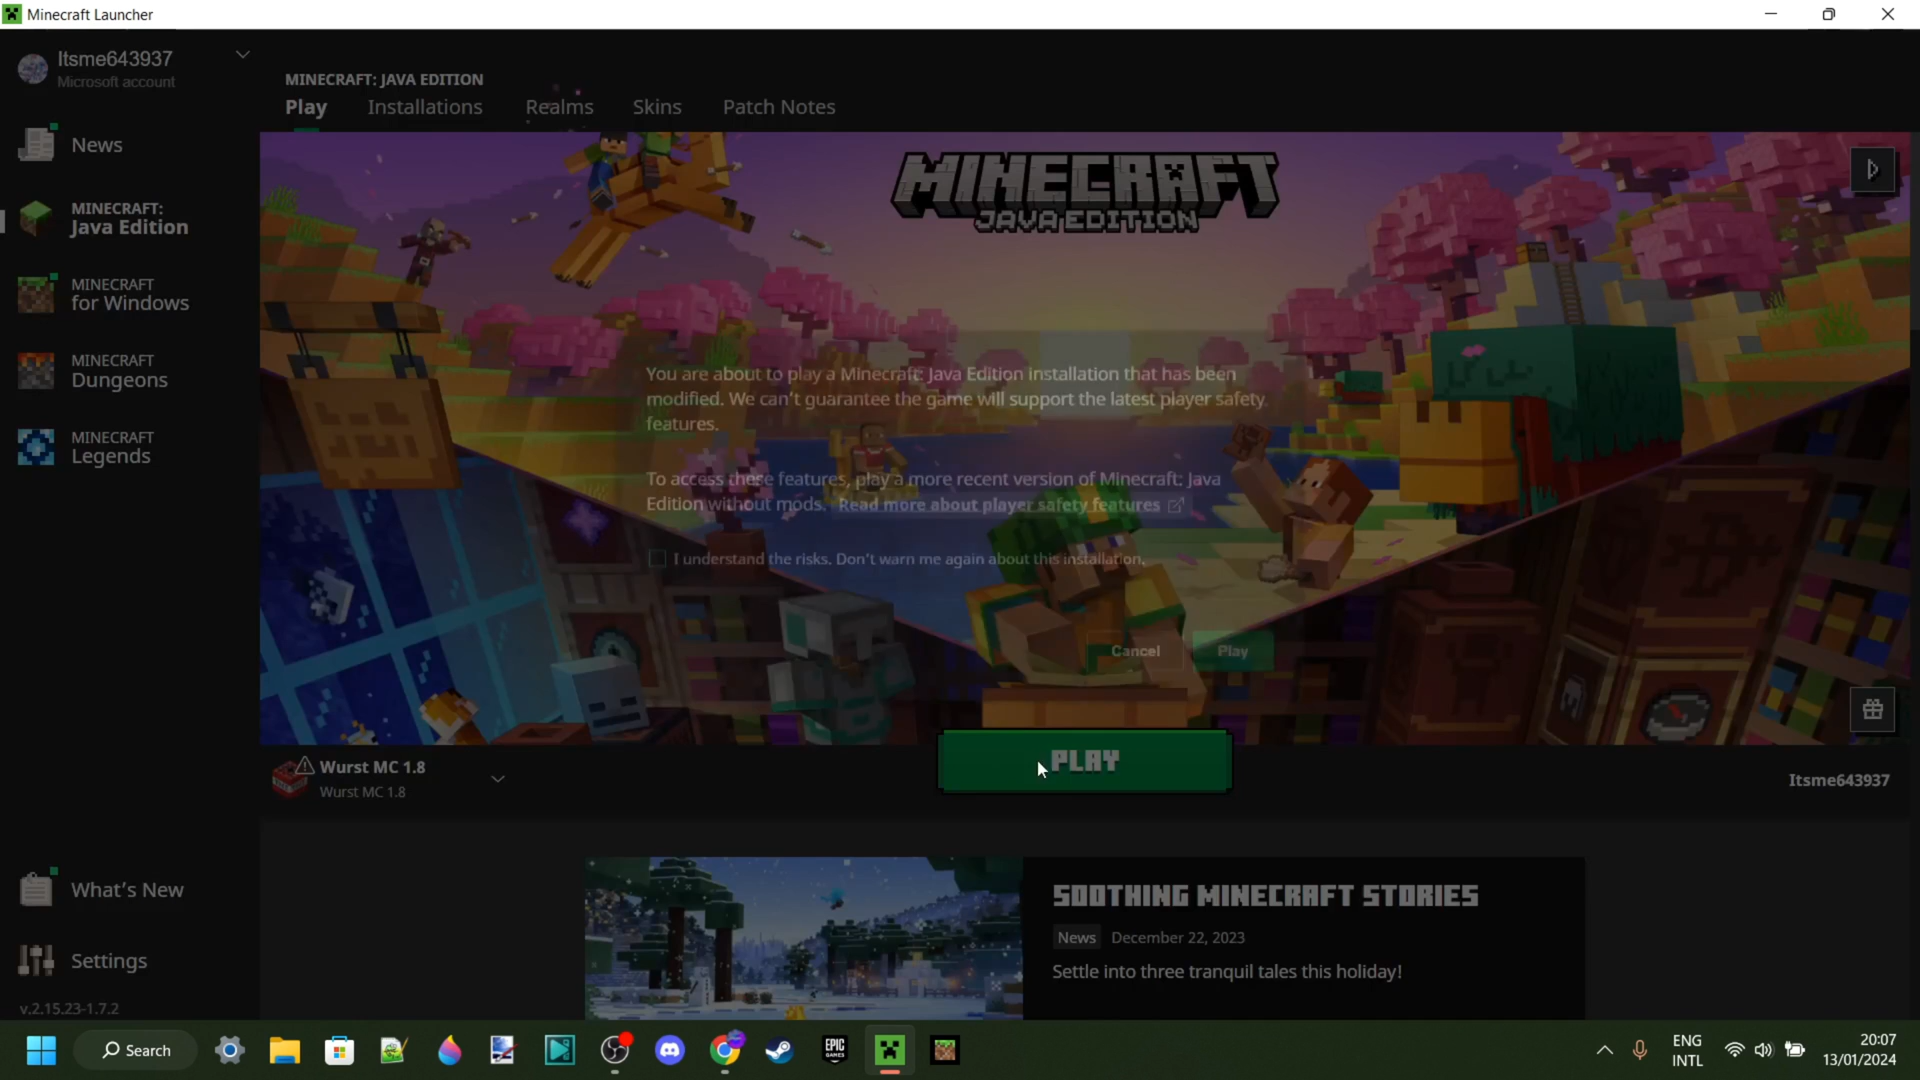 Minecraft Launcher
Itsme643937
Microsoft account
News
MINECRAFT:
Java Edition
MINECRAFT
for Windows
MINECRAFT
Dungeons
MINECRAFT
Legends
What's New
Settings
v.2.15.23-1.7.2
MINECRAFT: JAVA EDITION
Play Installations Realms Skins Patch Notes
MINECRAFT
JAVA EDITION
You are about to play a Minecraft: Java Edition installation that has been
modified. We can't guarantee the game will support the latest player safety
features.
To access these features, play a more recent version of Minecraft: Java
Edition without mods. Read more about player safety features
I understand the risks. Don't warn me again about this installation.
Cancel Play
Wurst MC 1.8
Wurst MC 1.8
PLAY
Itsme643937
SOOTHING MINECRAFT STORIES
News December 22, 2023
Settle into three tranquil tales this holiday!
Search
EPIC
GAMES
ENG
INTL
20:07
13/01/2024